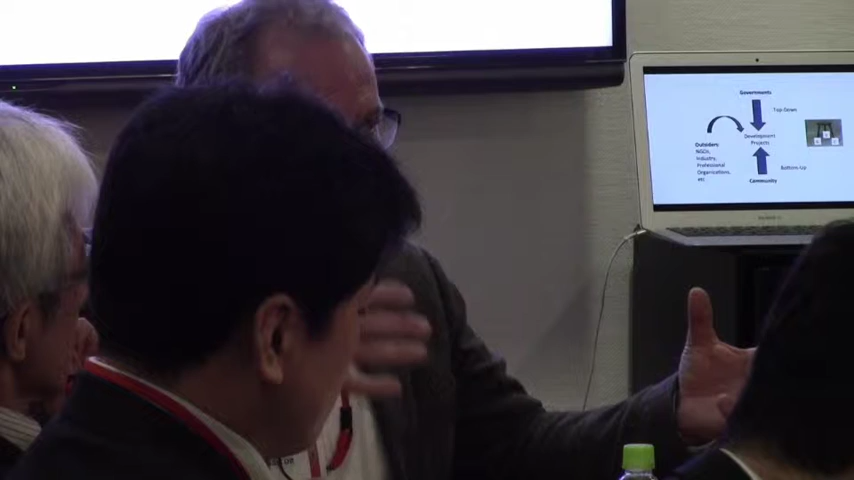 Governments
Top-Down
Development
Projects
Outsiders
NGOs,
Industry,
Professional
Organizations,
etc
Bottom-Up
Community